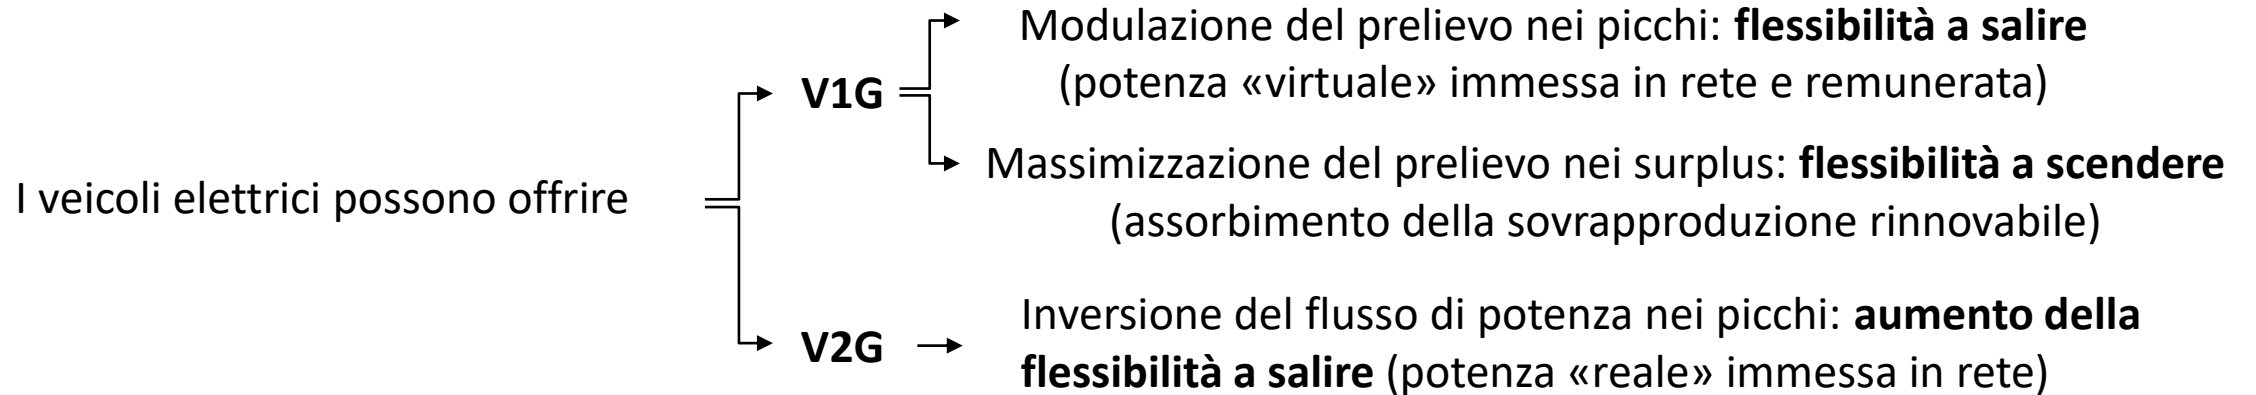 Modulazione del prelievo nei picchi: flessibilità a salire
(potenza «virtuale» immessa in rete e remunerata)
V1G
Massimizzazione del prelievo nei surplus: flessibilità a scendere
(assorbimento della sovrapproduzione rinnovabile)
I veicoli elettrici possono offrire
Inversione del flusso di potenza nei picchi: aumento della
flessibilità a salire (potenza «reale» immessa in rete)
V2G